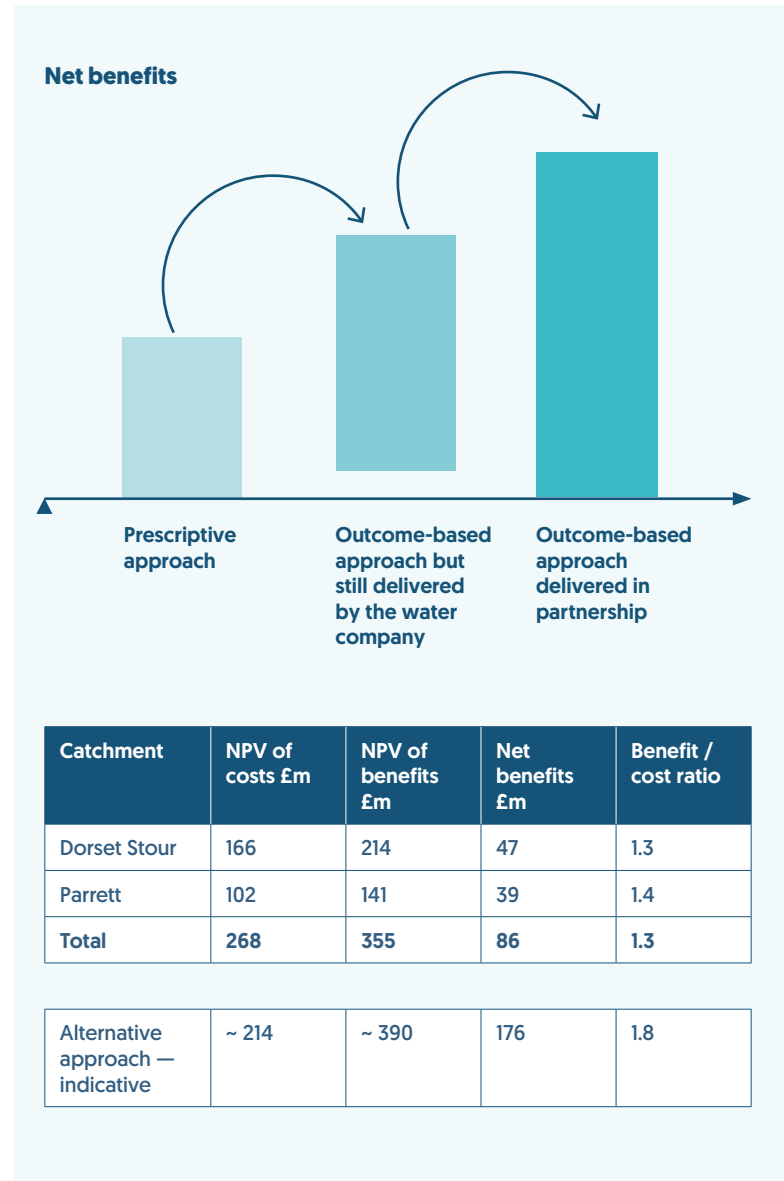 Net benefits
Prescriptive
approach
Outcome-based
approach but
still delivered
by the water
company
Outcome-based
approach
delivered in
partnership
Catchment
NPV of
costs £m
NPV of
benefits
£m
Net
benefits
£m
Benefit /
cost ratio
Dorset Stour 166 214 47 1.3
Parrett 102 141 39 1.4
Total 268 355 86 1.3
Alternative
approach —
indicative
~ 214 ~ 390 176 1.8